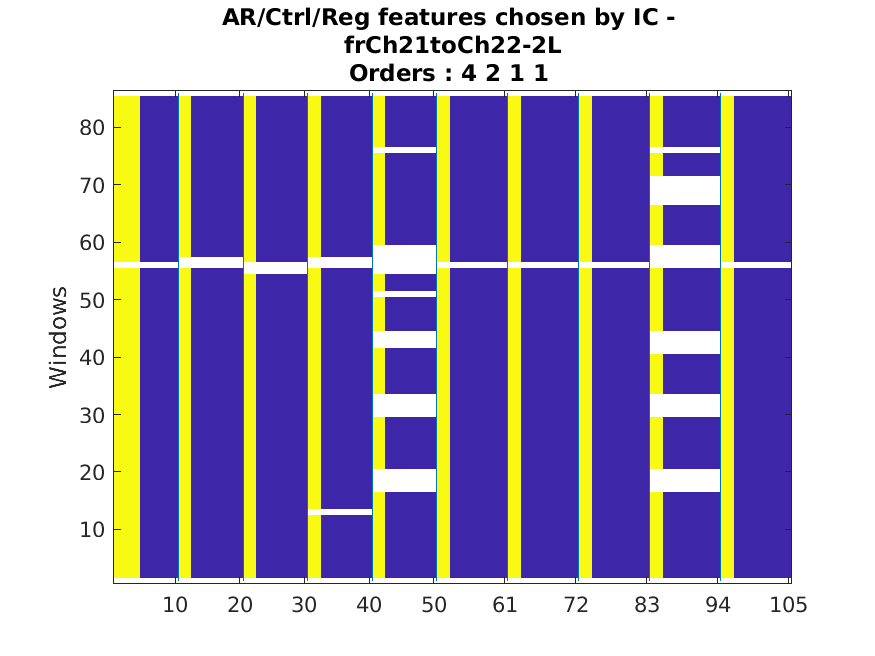 AR/Ctrl/Reg features chosen by IC -
frCh21toCh22-2L
Orders : 4 2 1 1
Windows
80
70
60
50
40
30
20
10
10 20 30 40 50 61 72 83 94 105